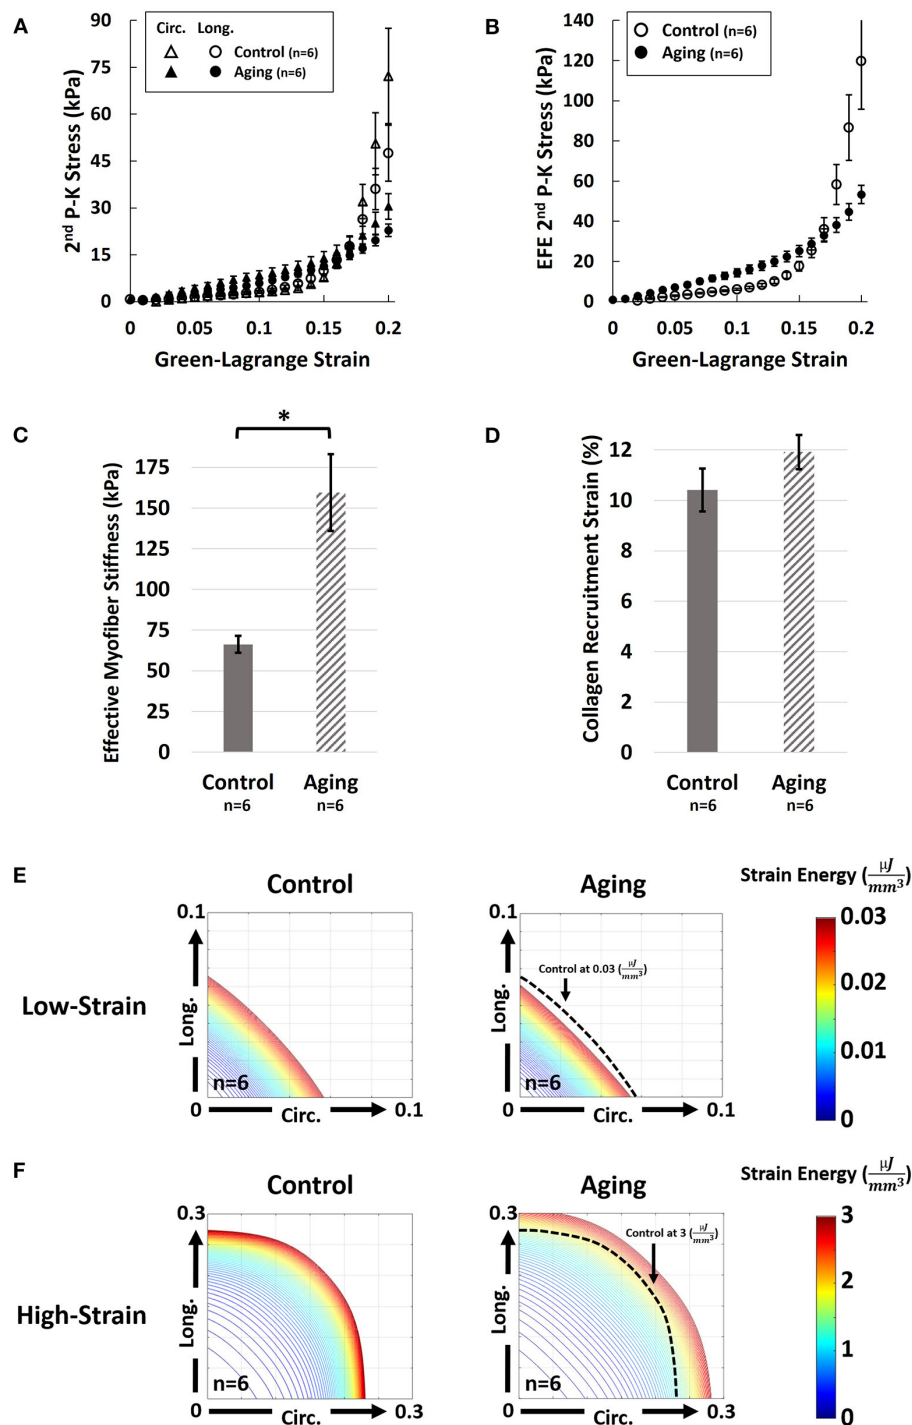 A
2nd P-K Stress (kPa)
90
75
60
45
30
15
0
0 0.05 0.1 0.15 0.2
Green-Lagrange Strain
Circ. Long.
Control (n=6)
Aging (n=6)
B
EFE 2nd P-K Stress (kPa)
140
120
100
80
60
40
20
0
0 0.05 0.1 0.15 0.2
Green-Lagrange Strain
Control (n=6)
Aging (n=6)
C
Effective Myofiber Stiffness (kPa)
175
150
125
100
75
50
25
0
*
Control Aging
n=6 n=6
D
Collagen Recruitment Strain (%)
12
10
8
6
4
2
0
Control Aging
n=6 n=6
E
Low-Strain
Control
0.1
Long.
n=6
0 Circ. 0.1
Aging
0.1
Control at 0.03 (μJ/mm³)
Long.
n=6
0 Circ. 0.1
Strain Energy (μJ/mm³)
0.03
0.02
0.01
0
F
High-Strain
Control
0.3
Long.
n=6
0 Circ. 0.3
Aging
0.3
Control at 3 (μJ/mm³)
Long.
n=6
0 Circ. 0.3
Strain Energy (μJ/mm³)
3
2
1
0